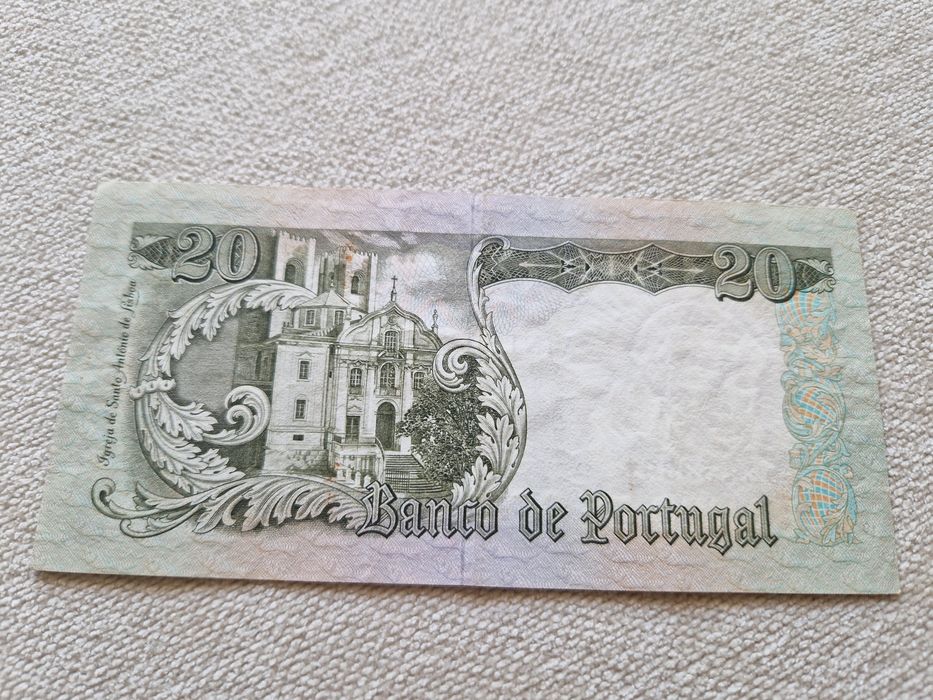 20
20
Igreja de Santo António de Lisboa
Banco de Portugal